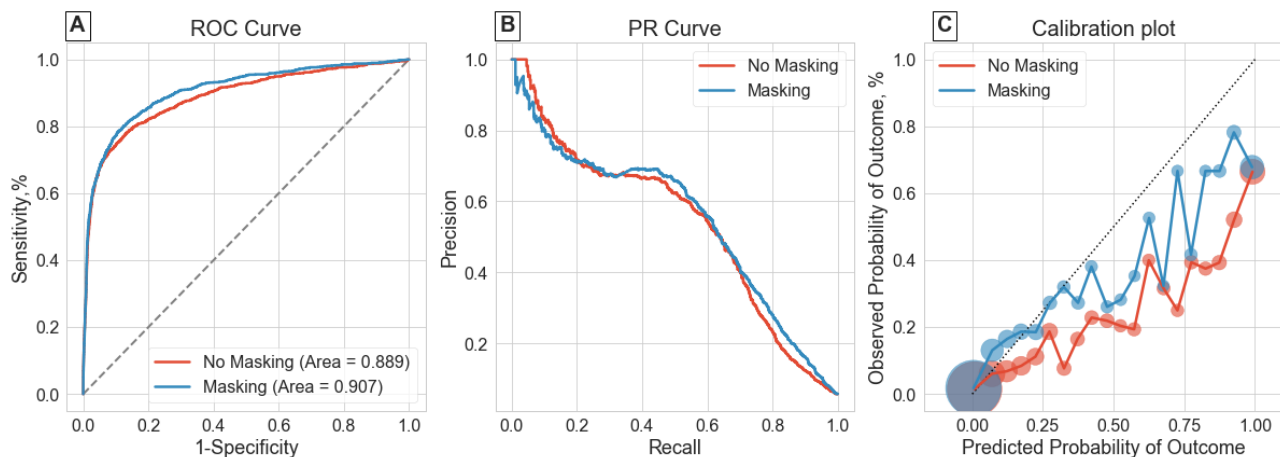 A
ROC Curve
Sensitivity,%
1.0
0.8
0.6
0.4
0.2
0.0
No Masking (Area = 0.889)
Masking (Area = 0.907)
0.0 0.2 0.4 0.6 0.8 1.0
1-Specificity
B
PR Curve
Precision
1.0
0.8
0.6
0.4
0.2
No Masking
Masking
0.0 0.2 0.4 0.6 0.8 1.0
Recall
C
Calibration plot
Observed Probability of Outcome, %
1.0
0.8
0.6
0.4
0.2
0.0
No Masking
Masking
0.00 0.25 0.50 0.75 1.00
Predicted Probability of Outcome